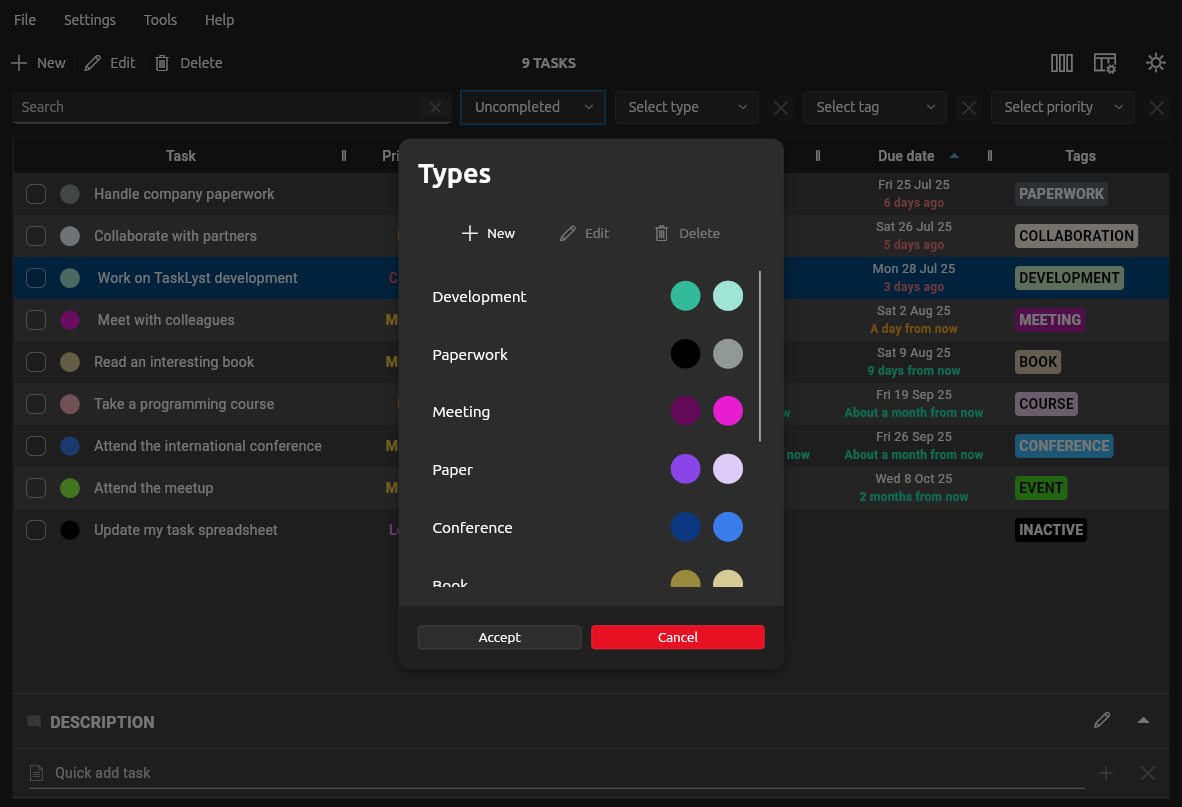 File Settings Tools Help
New Edit Delete 9 TASKS
Search Uncompleted Select type Select tag Select priority
Task Due date Tags
Handle company paperwork Fri 25 Jul 25 PAPERWORK
6 days ago
Collaborate with partners Sat 26 Jul 25 COLLABORATION
5 days ago
Work on TaskLyst development Mon 28 Jul 25 DEVELOPMENT
3 days ago
Meet with colleagues Sat 2 Aug 25 MEETING
A day from now
Read an interesting book Sat 9 Aug 25 BOOK
9 days from now
Take a programming course Fri 19 Sep 25 COURSE
About a month from now
Attend the international conference Fri 26 Sep 25 CONFERENCE
now About a month from now
Attend the meetup Wed 8 Oct 25 EVENT
2 months from now
Update my task spreadsheet INACTIVE
Types
New Edit Delete
Development
Paperwork
Meeting
Paper
Conference
Book
Accept Cancel
DESCRIPTION
Quick add task